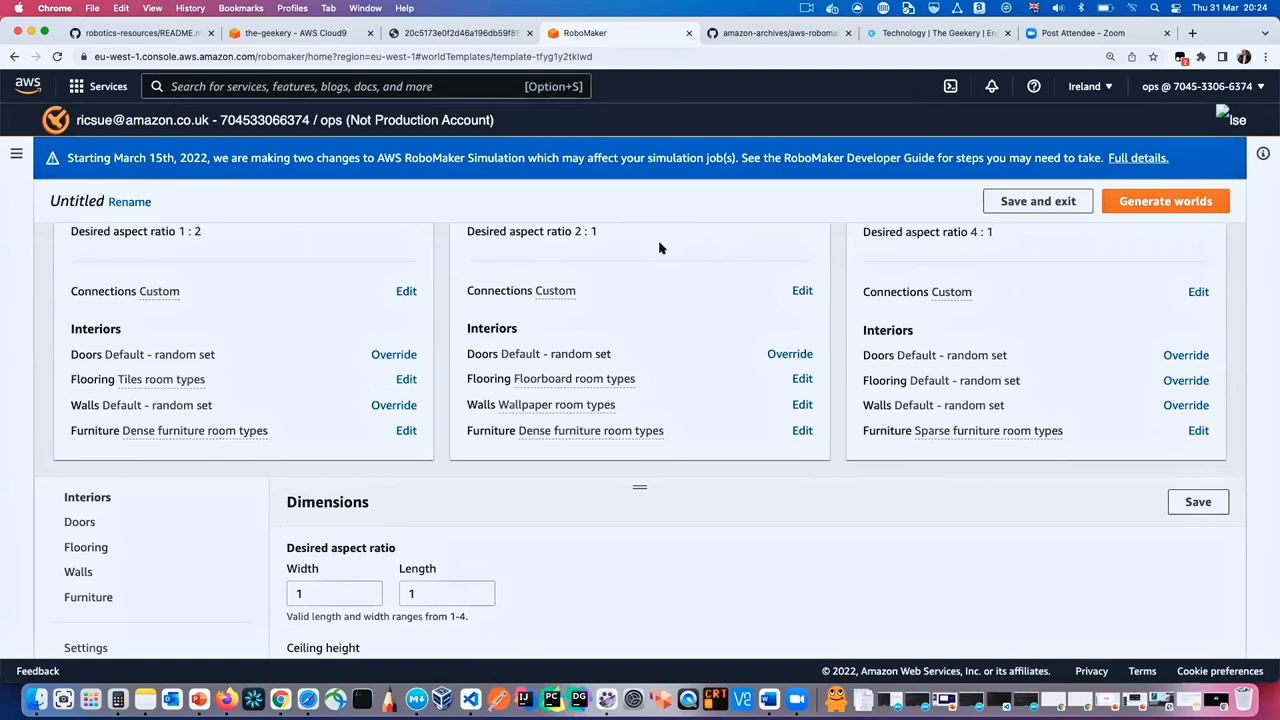 Chrome File Edit View History Bookmarks Profiles Tab Window Help Thu 31 Mar 20:24
robotics-resources/README.m the-geekery - AWS Cloud9 20c5173e0f2d46a196db59f8 RoboMaker amazon-archives/aws-robomal Technology | The Geekery | En Post Attendee - Zoom
eu-west-1.console.aws.amazon.com/robomaker/home?region=eu-west-1#worldTemplates/template-tfyg1y2tklwd
aws Services Search for services, features, blogs, docs, and more [Option+S] Ireland ops @ 7045-3306-6374
ricsue@amazon.co.uk - 704533066374 / ops (Not Production Account)
Ise
Starting March 15th, 2022, we are making two changes to AWS RoboMaker Simulation which may affect your simulation job(s). See the RoboMaker Developer Guide for steps you may need to take. Full details.
Untitled Rename Save and exit Generate worlds
Desired aspect ratio 1 : 2 Desired aspect ratio 2 : 1 Desired aspect ratio 4 : 1
Connections Custom Edit Connections Custom Edit Connections Custom Edit
Interiors Interiors Interiors
Doors Default - random set Override Doors Default - random set Override Doors Default - random set Override
Flooring Tiles room types Edit Flooring Floorboard room types Edit Flooring Default - random set Override
Walls Default - random set Override Walls Wallpaper room types Edit Walls Default - random set Override
Furniture Dense furniture room types Edit Furniture Dense furniture room types Edit Furniture Sparse furniture room types Edit
Interiors
Doors
Flooring
Walls
Furniture
Settings
Dimensions Save
Desired aspect ratio
Width Length
1 1
Valid length and width ranges from 1-4.
Ceiling height
Feedback © 2022, Amazon Web Services, Inc. or its affiliates. Privacy Terms Cookie preferences